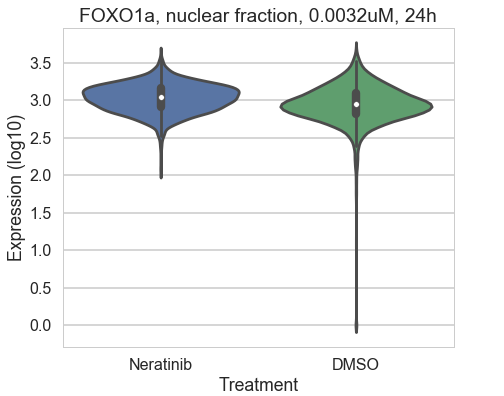 FOXO1a, nuclear fraction, 0.0032uM, 24h
Expression (log10)
3.5
3.0
2.5
2.0
1.5
1.0
0.5
0.0
Neratinib DMSO
Treatment